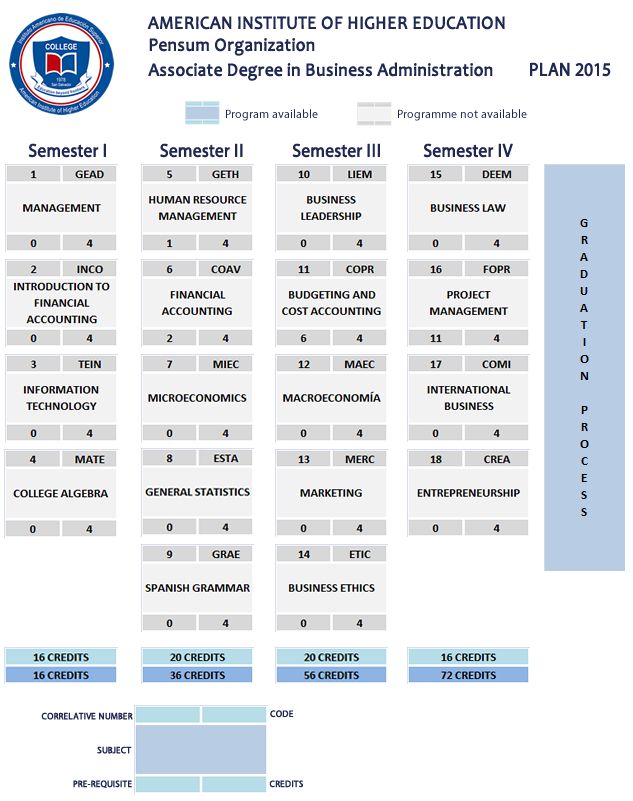 Instituto Americano de Educación Superior
COLLEGE
1978
San Salvador
Education beyond borders
American Institute of Higher Education
AMERICAN INSTITUTE OF HIGHER EDUCATION
Pensum Organization
Associate Degree in Business Administration PLAN 2015
Program available
Programme not available
Semester I
1 GEAD
MANAGEMENT
0 4
2 INCO
INTRODUCTION TO
FINANCIAL
ACCOUNTING
0 4
3 TEIN
INFORMATION
TECHNOLOGY
0 4
4 MATE
COLLEGE ALGEBRA
0 4
16 CREDITS
16 CREDITS
Semester II
5 GETH
HUMAN RESOURCE
MANAGEMENT
1 4
6 COAV
FINANCIAL
ACCOUNTING
2 4
7 MIEC
MICROECONOMICS
0 4
8 ESTA
GENERAL STATISTICS
0 4
9 GRAE
SPANISH GRAMMAR
0 4
20 CREDITS
36 CREDITS
Semester III
10 LIEM
BUSINESS
LEADERSHIP
0 4
11 COPR
BUDGETING AND
COST ACCOUNTING
6 4
12 MAEC
MACROECONOMÍA
0 4
13 MERC
MARKETING
0 4
14 ETIC
BUSINESS ETHICS
0 4
20 CREDITS
56 CREDITS
Semester IV
15 DEEM
BUSINESS LAW
0 4
16 FOPR
PROJECT
MANAGEMENT
11 4
17 COMI
INTERNATIONAL
BUSINESS
0 4
18 CREA
ENTREPRENEURSHIP
0 4
16 CREDITS
72 CREDITS
GRADUATION PROCESS
CORRELATIVE NUMBER CODE
SUBJECT
PRE-REQUISITE CREDITS